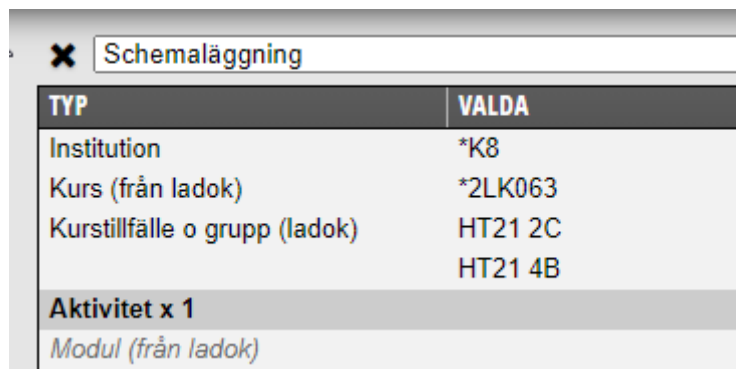 Schemaläggning
TYP VALDA
Institution *K8
Kurs (från ladok) *2LK063
Kurstillfälle o grupp (ladok) HT21 2C
HT21 4B
Aktivitet x 1
Modul (från ladok)